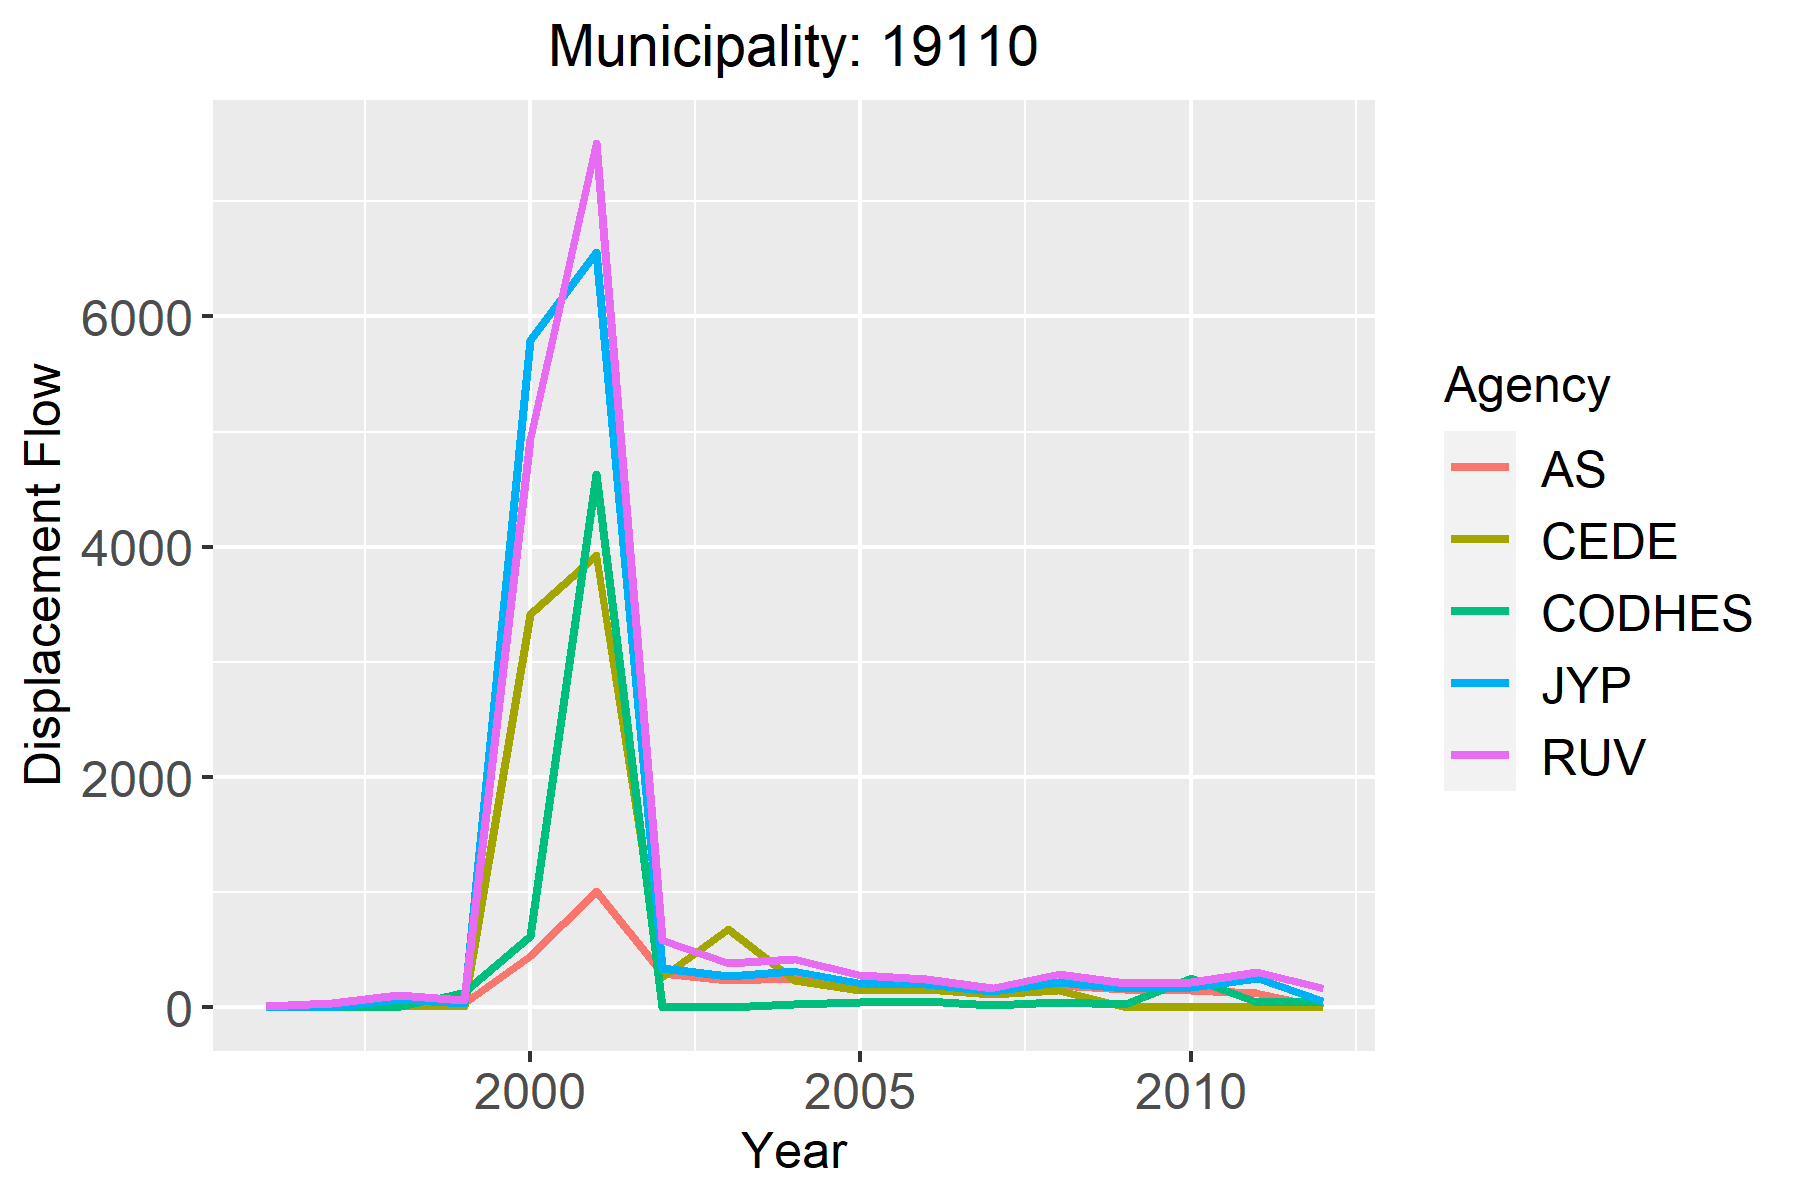 Municipality: 19110
Displacement Flow
6000
4000
2000
0
2000 2005 2010
Year
Agency
AS
CEDE
CODHES
JYP
RUV